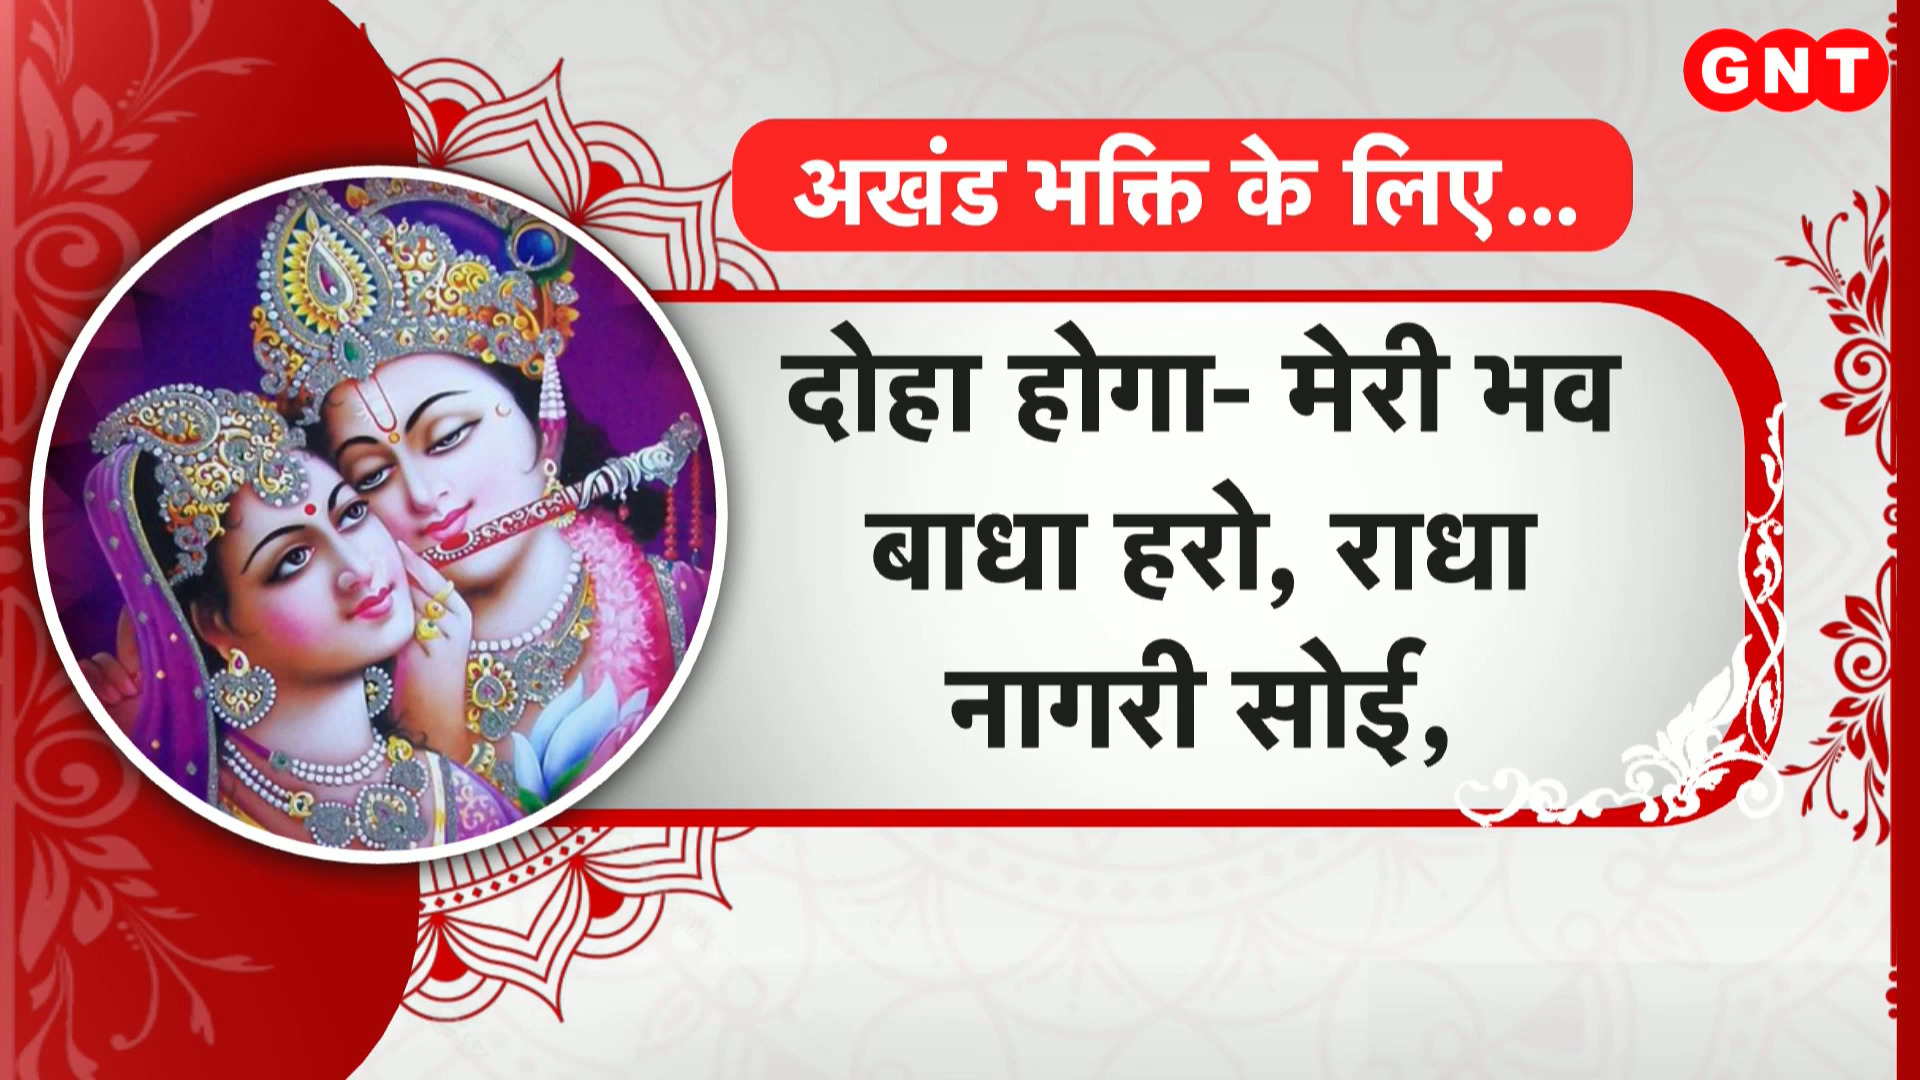 GNT
अखंड भक्ति के लिए...
दोहा होगा- मेरी भव
बाधा हरो, राधा
नागरी सोई,